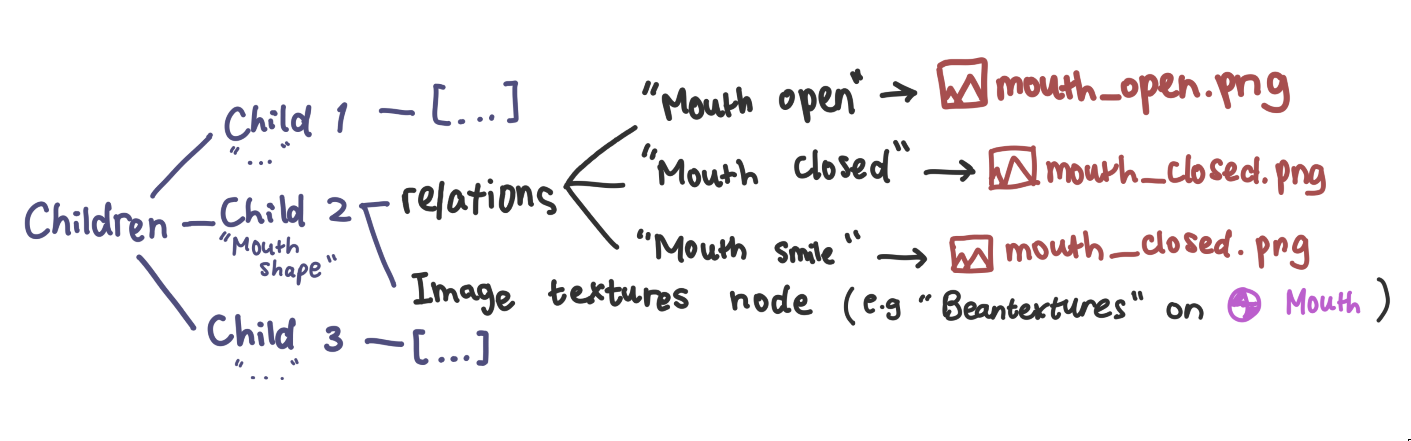 "Mouth open" → mouth_open.png
Child 1 — [...]
"..."
"Mouth closed" → mouth_closed.png
relations
Children — Child 2
"Mouth
shape"
"Mouth smile" → mouth_closed.png
Image textures node (e.g "Beantextures" on Mouth)
Child 3 — [...]
"..."